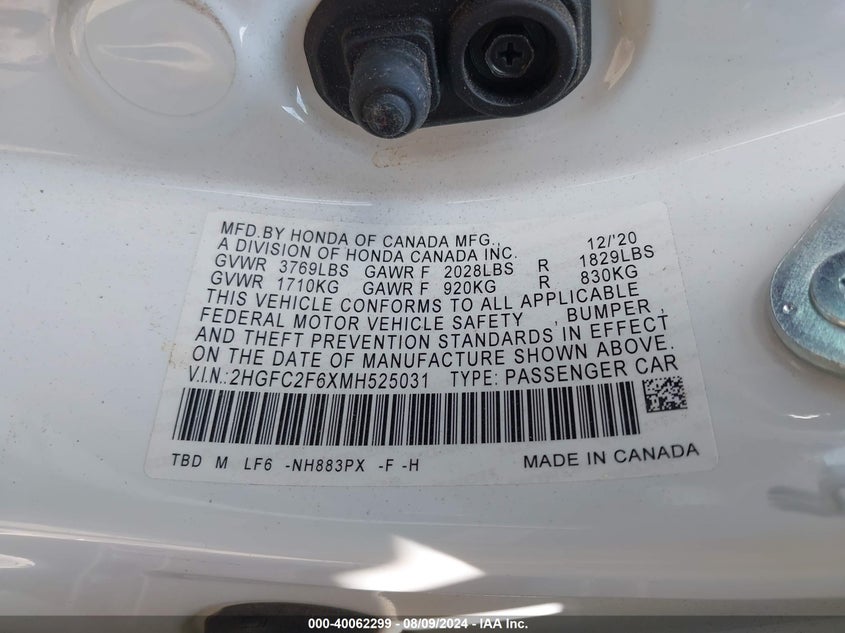 MFD.BY HONDA OF CANADA MFG., 12/'20
A DIVISION OF HONDA CANADA INC.
GVWR 3769LBS GAWR F 2028LBS R 1829LBS
GVWR 1710KG GAWR F 920KG R 830KG
THIS VEHICLE CONFORMS TO ALL APPLICABLE
FEDERAL MOTOR VEHICLE SAFETY , BUMPER ,
AND THEFT PREVENTION STANDARDS IN EFFECT
ON THE DATE OF MANUFACTURE SHOWN ABOVE.
V.I.N.:2HGFC2F6XMH525031 TYPE: PASSENGER CAR
TBD M LF6 -NH883PX -F -H MADE IN CANADA
000-40062299 - 08/09/2024 - IAA Inc.